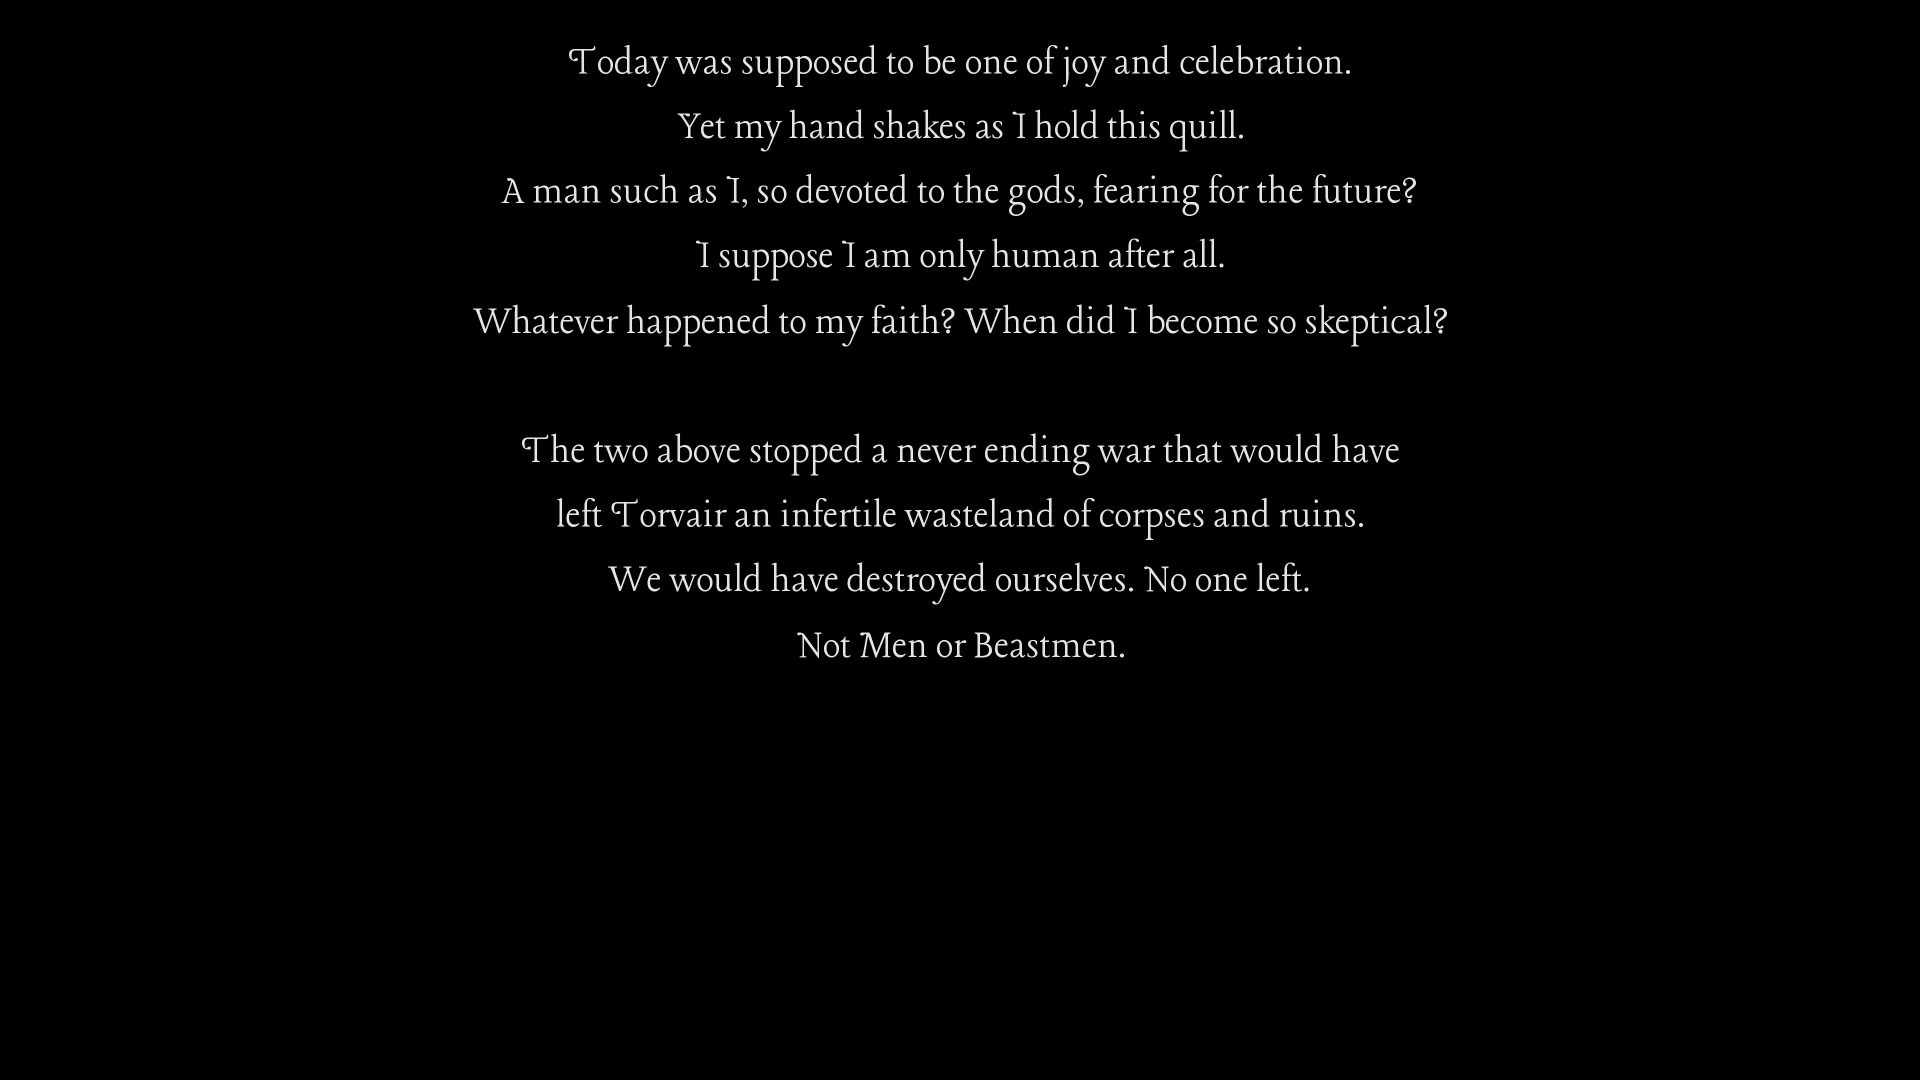 Today was supposed to be one of joy and celebration.
Yet my hand shakes as I hold this quill.
A man such as I, so devoted to the gods, fearing for the future?
I suppose I am only human after all.
Whatever happened to my faith? When did I become so skeptical?
The two above stopped a never ending war that would have
left Torvair an infertile wasteland of corpses and ruins.
We would have destroyed ourselves. No one left.
Not Men or Beastmen.